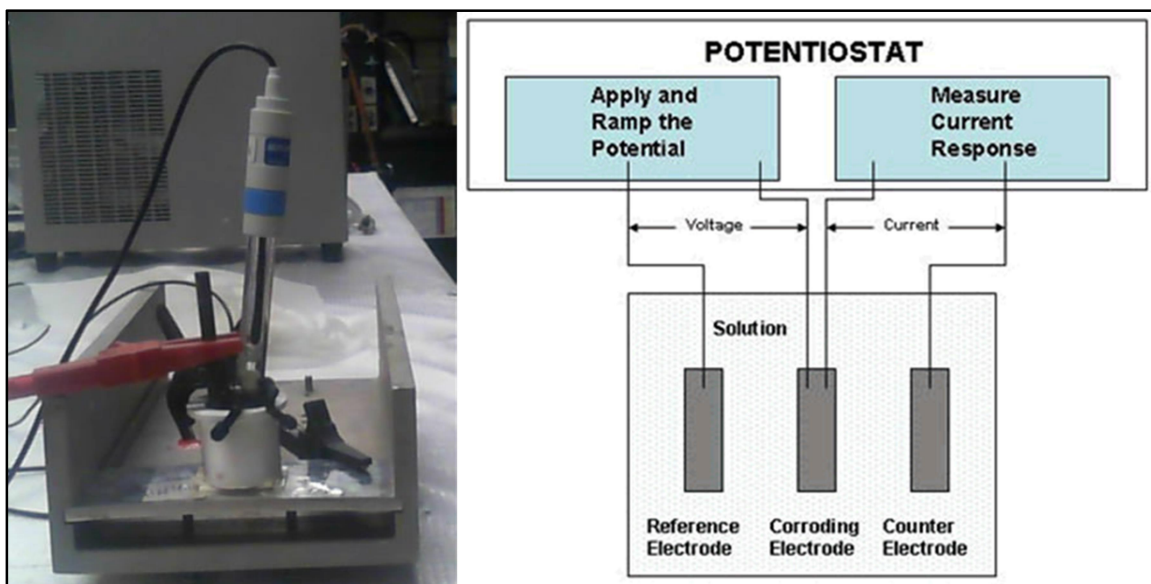 POTENTIOSTAT
Apply and
Ramp the
Potential
Measure
Current
Response
Voltage
Current
Solution
Reference
Electrode
Corroding
Electrode
Counter
Electrode